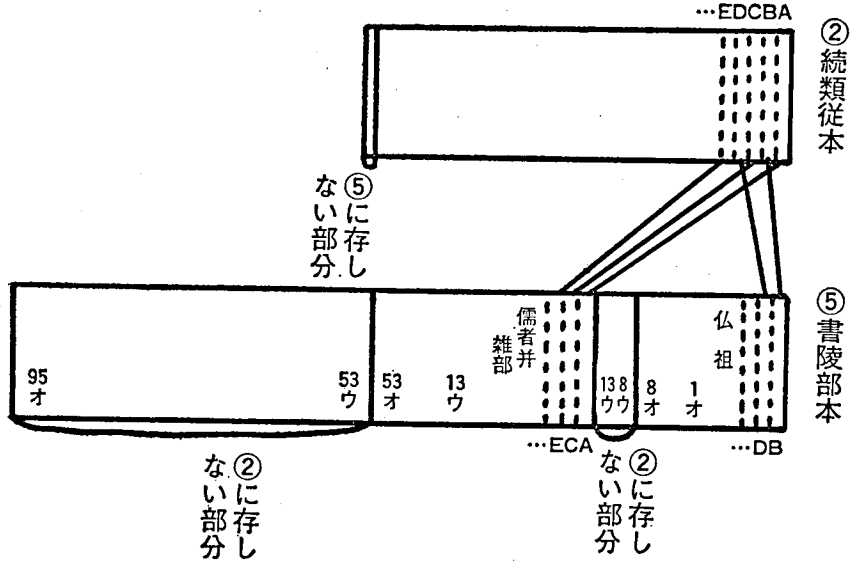 …EDCBA
②続類従本
⑤に存し
ない部分
⑤書陵部本
仏祖
1
オ
8
オ
8
ウ
13
ウ
儒者并
雑部
13
ウ
53
オ
53
ウ
95
オ
…DB
…ECA
②に存し
ない部分
②に存し
ない部分